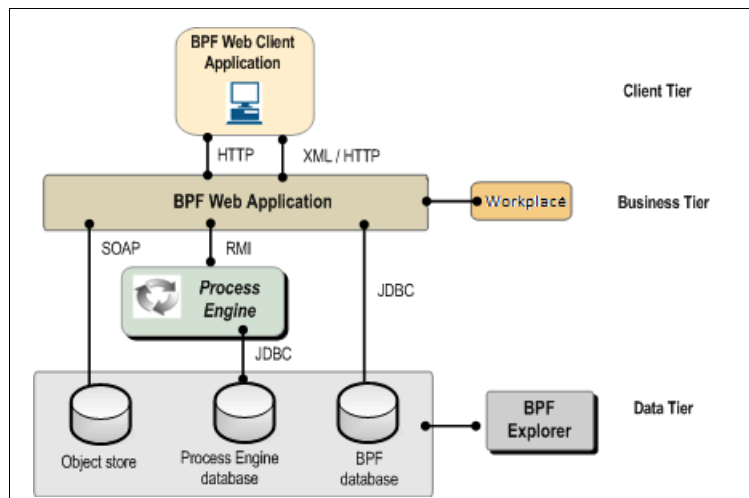 BPF Web Client
Application
Client Tier
HTTP
XML / HTTP
BPF Web Application
Workplace
Business Tier
SOAP
RMI
Process
Engine
JDBC
JDBC
Object store
Process Engine
database
BPF
database
BPF
Explorer
Data Tier